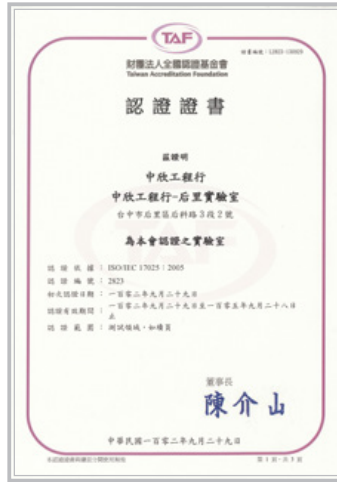 TAF
財團法人全國認證基金會
Taiwan Accreditation Foundation
認證證書
茲證明
中欣工程行
中欣工程行-后里實驗室
台中市后里區后科路3段2號
為本會認證之實驗室
認證依據：ISO/IEC 17025：2005
認證編號：2823
初次認證日期：一百零二年九月二十九日
認證有效期間：一百零二年九月二十九日至一百零五年九月二十八日止
認證範圍：測試領域，如續頁
董事長
陳介山
中華民國一百零二年九月二十九日
第1頁，共3頁